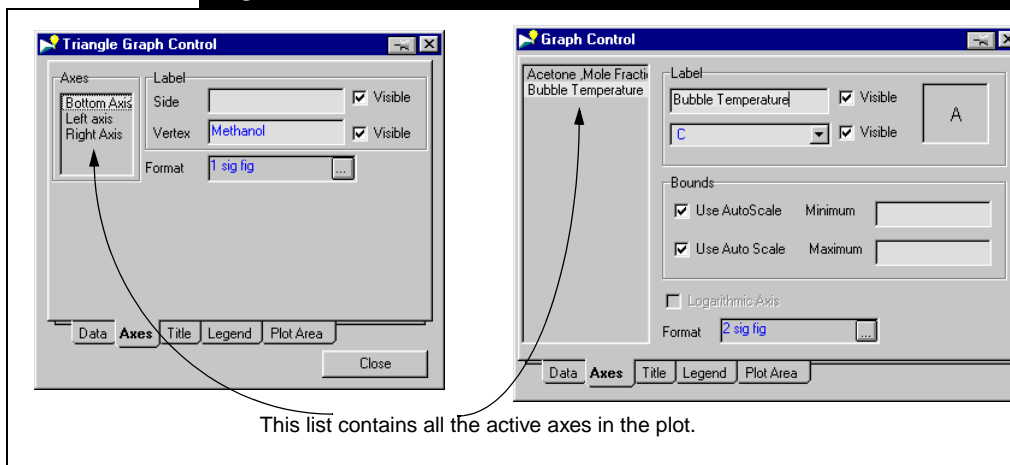 Triangle Graph Control
Axes
Bottom Axis
Left axis
Right Axis
Label
Side
Visible
Vertex
Methanol
Visible
Format
1 sig fig
...
Data
Axes
Title
Legend
Plot Area
Close
Graph Control
Acetone ,Mole Fracti
Bubble Temperature
Label
Bubble Temperature
Visible
C
Visible
A
Bounds
Use AutoScale
Minimum
Use Auto Scale
Maximum
Logarithmic Axis
Format
2 sig fig
...
Data
Axes
Title
Legend
Plot Area
This list contains all the active axes in the plot.